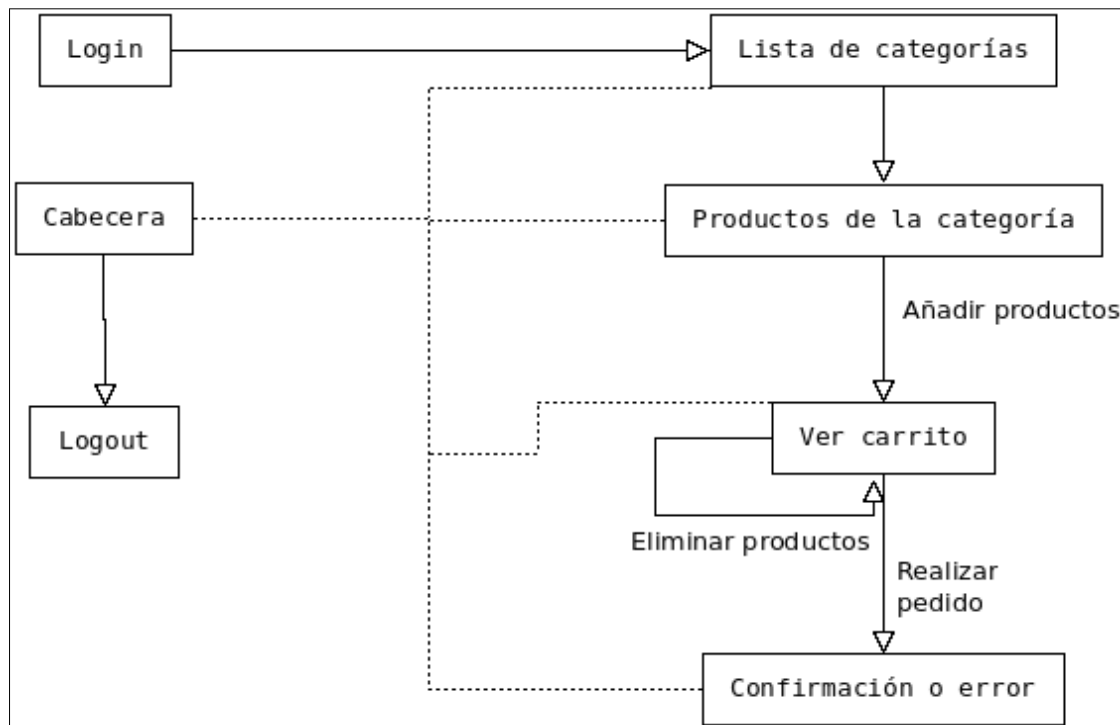 Login
Lista de categorías
Cabecera
Productos de la categoría
Añadir productos
Logout
Ver carrito
Eliminar productos
Realizar
pedido
Confirmación o error